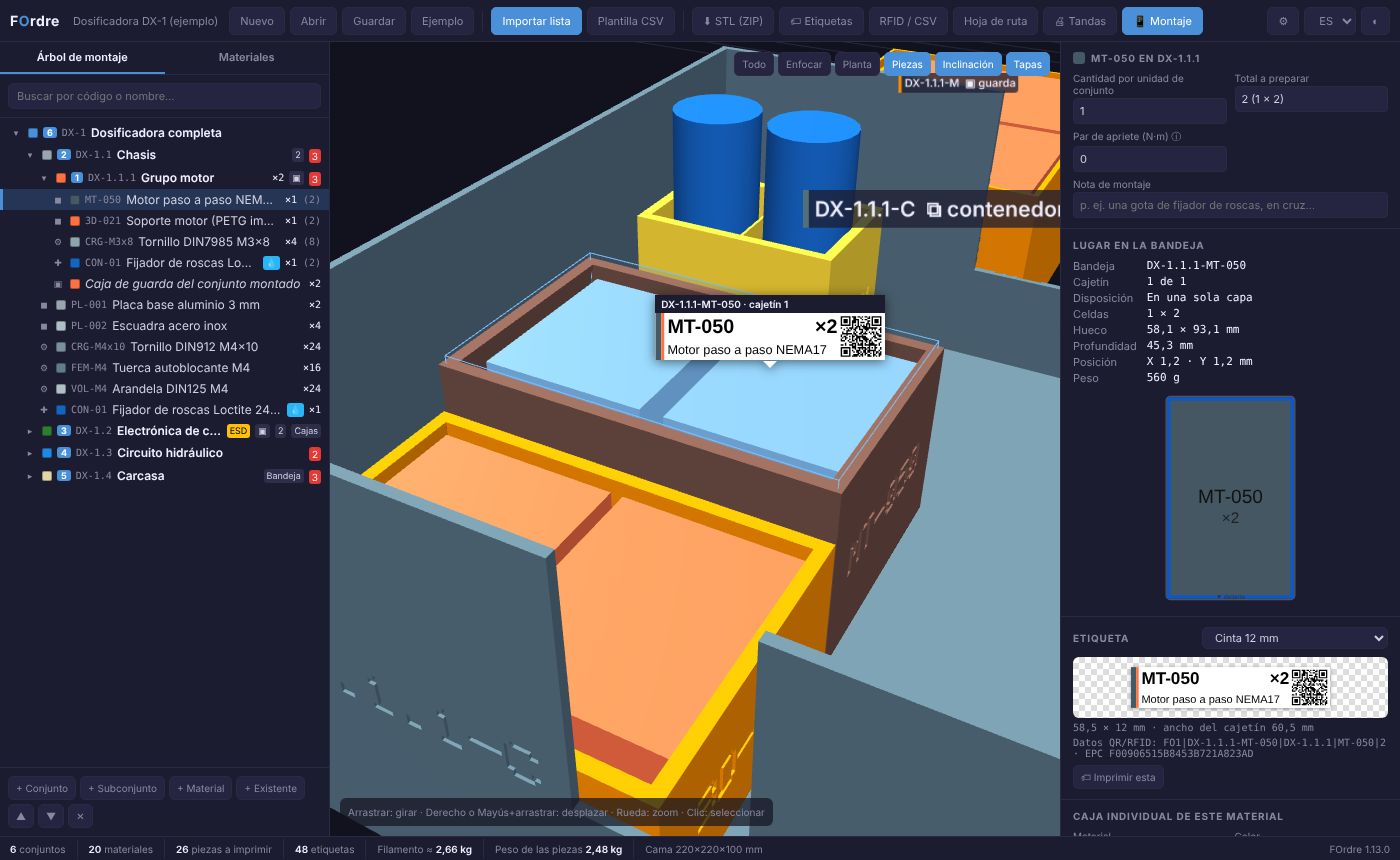 FOrdre Dosificadora DX-1 (ejemplo) Nuevo Abrir Guardar Ejemplo Importar lista Plantilla CSV STL (ZIP) Etiquetas RFID / CSV Hoja de ruta Tandas Montaje ES
Árbol de montaje Materiales
Buscar por código o nombre...
6 DX-1 Dosificadora completa
2 DX-1.1 Chasis 2 3
1 DX-1.1.1 Grupo motor ×2 3
MT-050 Motor paso a paso NEM... ×1 (2)
3D-021 Soporte motor (PETG im... ×1 (2)
CRG-M3x8 Tornillo DIN7985 M3×8 ×4 (8)
CON-01 Fijador de roscas Lo... ×1 (2)
Caja de guarda del conjunto montado ×2
PL-001 Placa base aluminio 3 mm ×2
PL-002 Escuadra acero inox ×4
CRG-M4x10 Tornillo DIN912 M4×10 ×24
FEM-M4 Tuerca autoblocante M4 ×16
VOL-M4 Arandela DIN125 M4 ×24
CON-01 Fijador de roscas Loctite 24... ×1
3 DX-1.2 Electrónica de c... ESD 2 Cajas
4 DX-1.3 Circuito hidráulico 2
5 DX-1.4 Carcasa Bandeja 3
+ Conjunto + Subconjunto + Material + Existente
▲ ▼ ×
Todo Enfocar Planta Piezas Inclinación Tapas
DX-1.1.1-M guarda
DX-1.1.1-C contenedor
DX-1.1.1-MT-050 · cajetín 1
MT-050 ×2
Motor paso a paso NEMA17
Arrastrar: girar · Derecho o Mayús+arrastrar: desplazar · Rueda: zoom · Clic: seleccionar
MT-050 EN DX-1.1.1
Cantidad por unidad de conjunto
1
Total a preparar
2 (1 × 2)
Par de apriete (N·m) ⓘ
0
Nota de montaje
p. ej. una gota de fijador de roscas, en cruz...
LUGAR EN LA BANDEJA
Bandeja DX-1.1.1-MT-050
Cajetín 1 de 1
Disposición En una sola capa
Celdas 1 × 2
Hueco 58,1 × 93,1 mm
Profundidad 45,3 mm
Posición X 1,2 · Y 1,2 mm
Peso 560 g
MT-050
×2
ETIQUETA Cinta 12 mm
MT-050 ×2
Motor paso a paso NEMA17
58,5 × 12 mm · ancho del cajetín 60,5 mm
Datos QR/RFID: FO1|DX-1.1.1-MT-050|DX-1.1.1|MT-050|2
· EPC F00906515B8453B721A823AD
Imprimir esta
CAJA INDIVIDUAL DE ESTE MATERIAL
Material Color
6 conjuntos 20 materiales 26 piezas a imprimir 48 etiquetas Filamento ≈ 2,66 kg Peso de las piezas 2,48 kg Cama 220×220×100 mm FOrdre 1.13.0